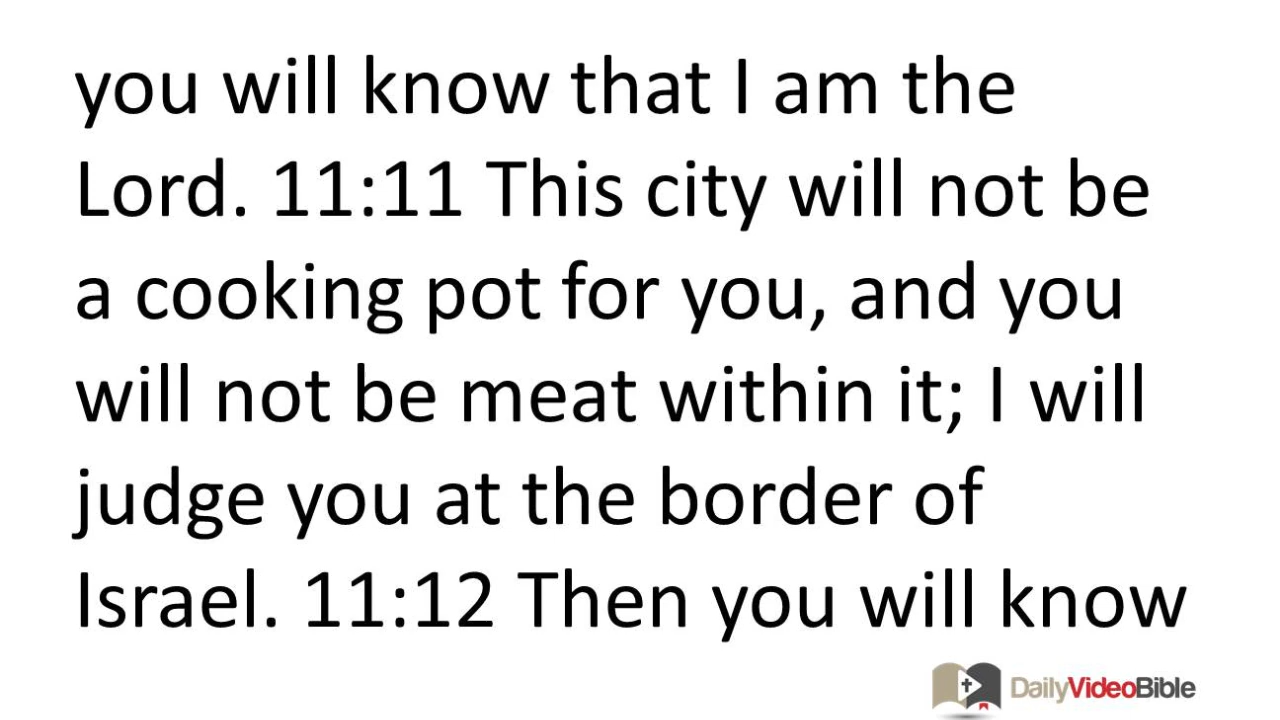 you will know that I am the
Lord. 11:11 This city will not be
a cooking pot for you, and you
will not be meat within it; I will
judge you at the border of
Israel. 11:12 Then you will know
DailyVideoBible